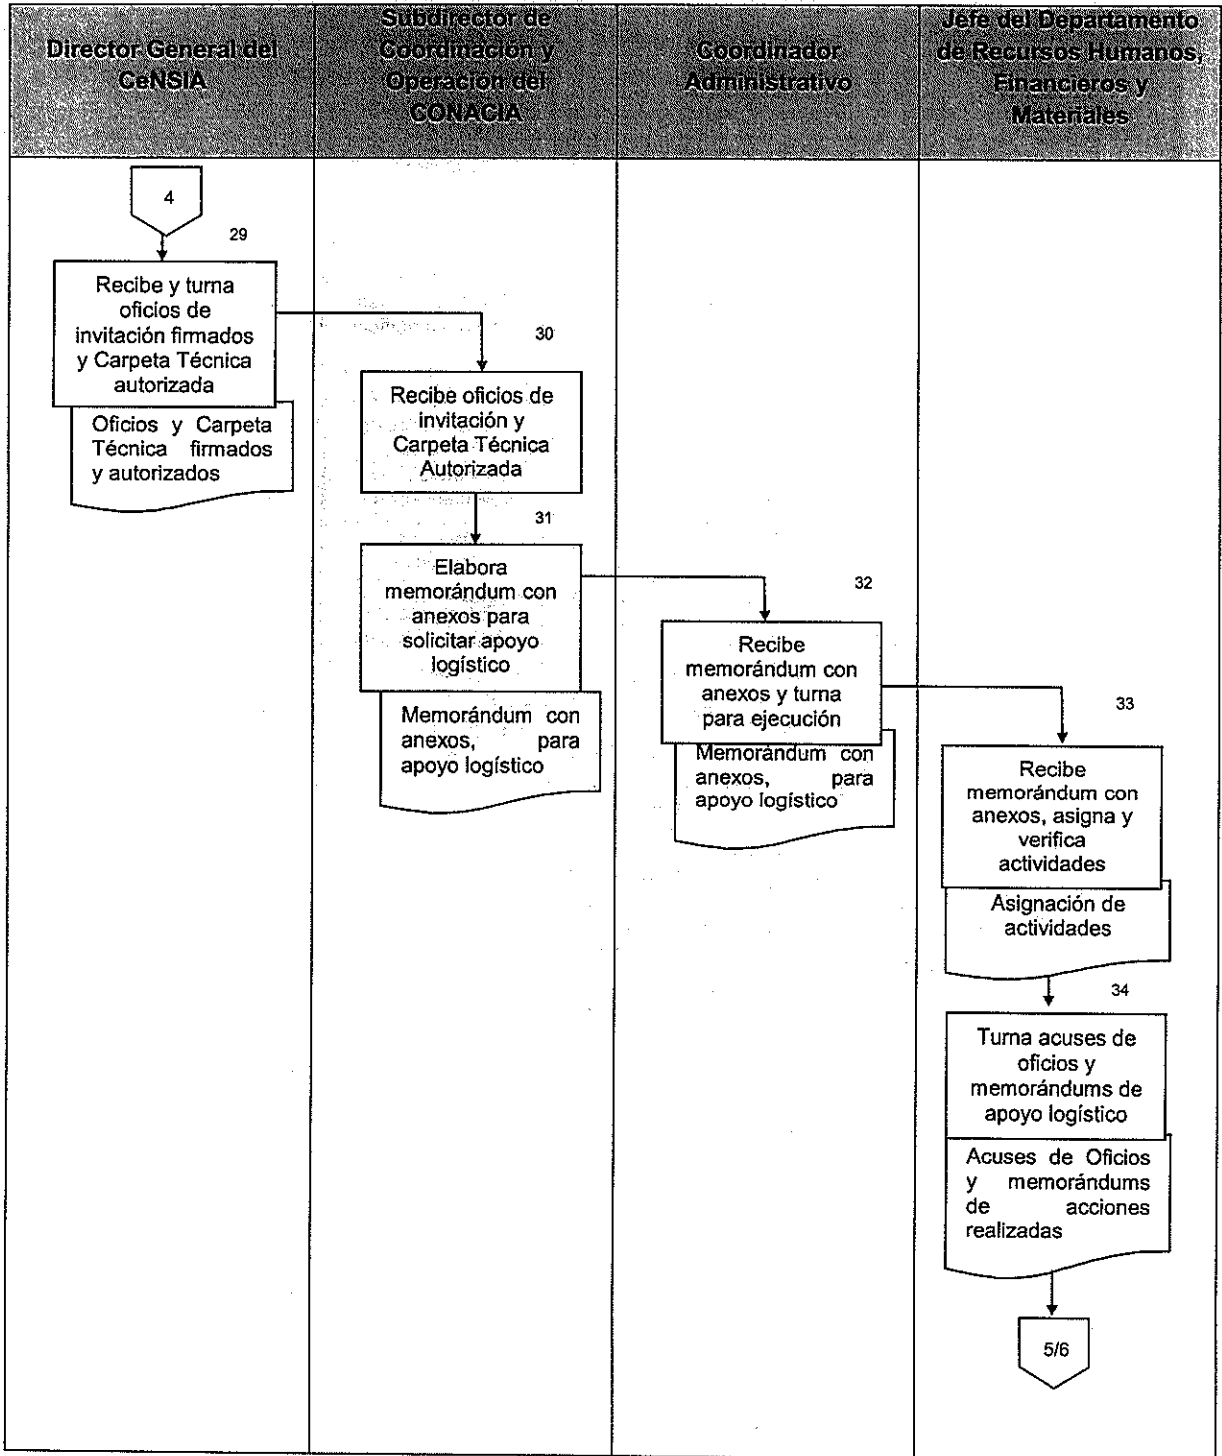 Director General del
CeNSIA
Subdirector de
Coordinación y
Operación del
CONACIA
Coordinador
Administrativo
Jefe del Departamento
de Recursos Humanos,
Financieros y
Materiales
4
29
Recibe y turna
oficios de
invitación firmados
y Carpeta Técnica
autorizada
Oficios y Carpeta
Técnica firmados
y autorizados
30
Recibe oficios de
invitación y
Carpeta Técnica
Autorizada
31
Elabora
memorándum con
anexos para
solicitar apoyo
logístico
Memorándum con
anexos, para
apoyo logístico
32
Recibe
memorándum con
anexos y turna
para ejecución
Memorándum con
anexos, para
apoyo logístico
33
Recibe
memorándum con
anexos, asigna y
verifica
actividades
Asignación de
actividades
34
Turna acuses de
oficios y
memorándums de
apoyo logístico
Acuses de Oficios
y memorándums
de acciones
realizadas
5/6